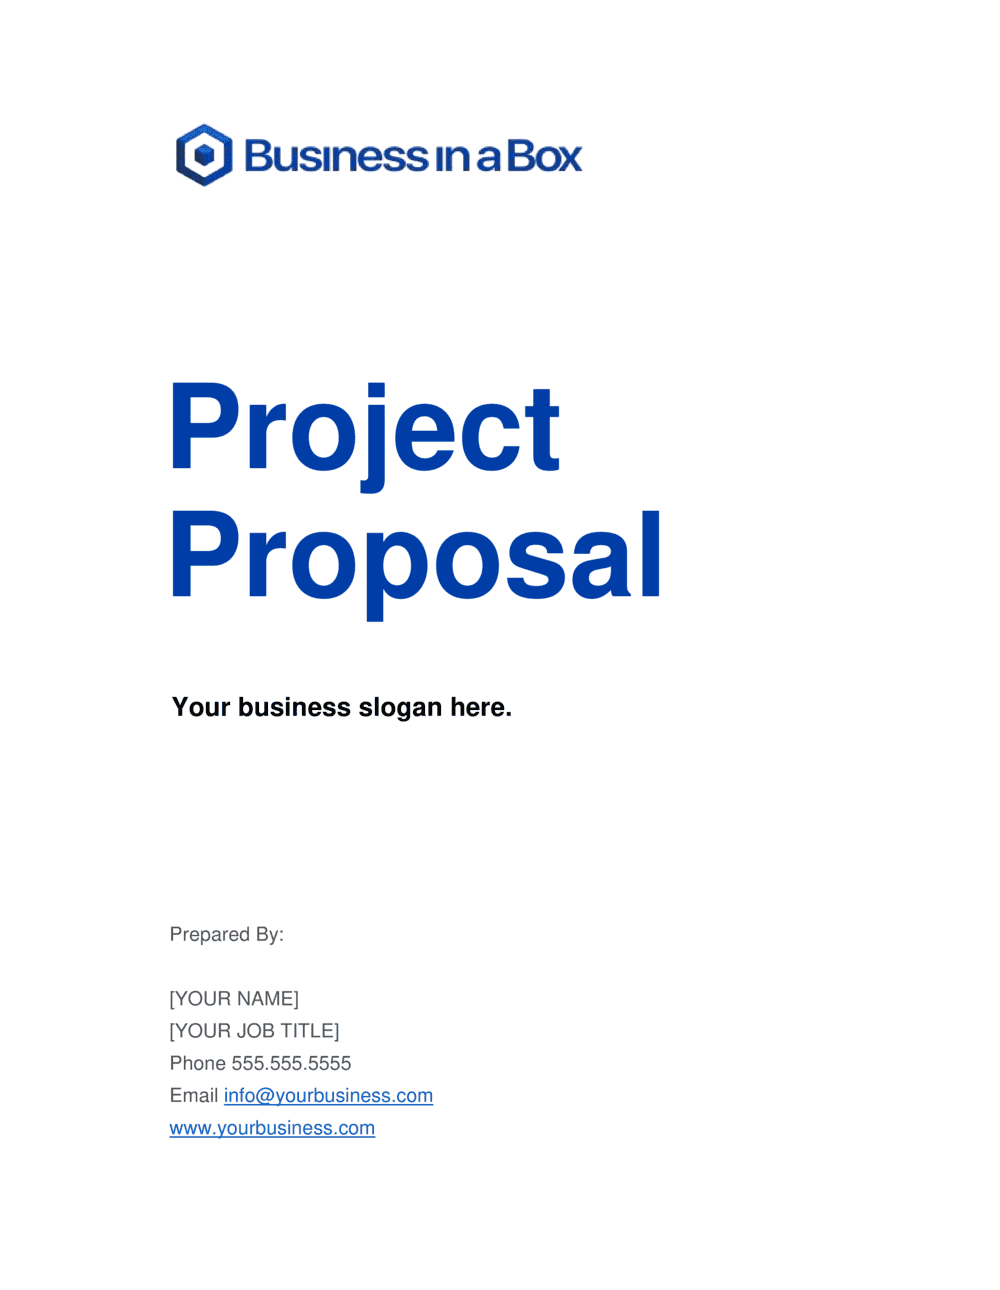 Business in a Box
Project
Proposal
Your business slogan here.
Prepared By:
[YOUR NAME]
[YOUR JOB TITLE]
Phone 555.555.5555
Email info@yourbusiness.com
www.yourbusiness.com